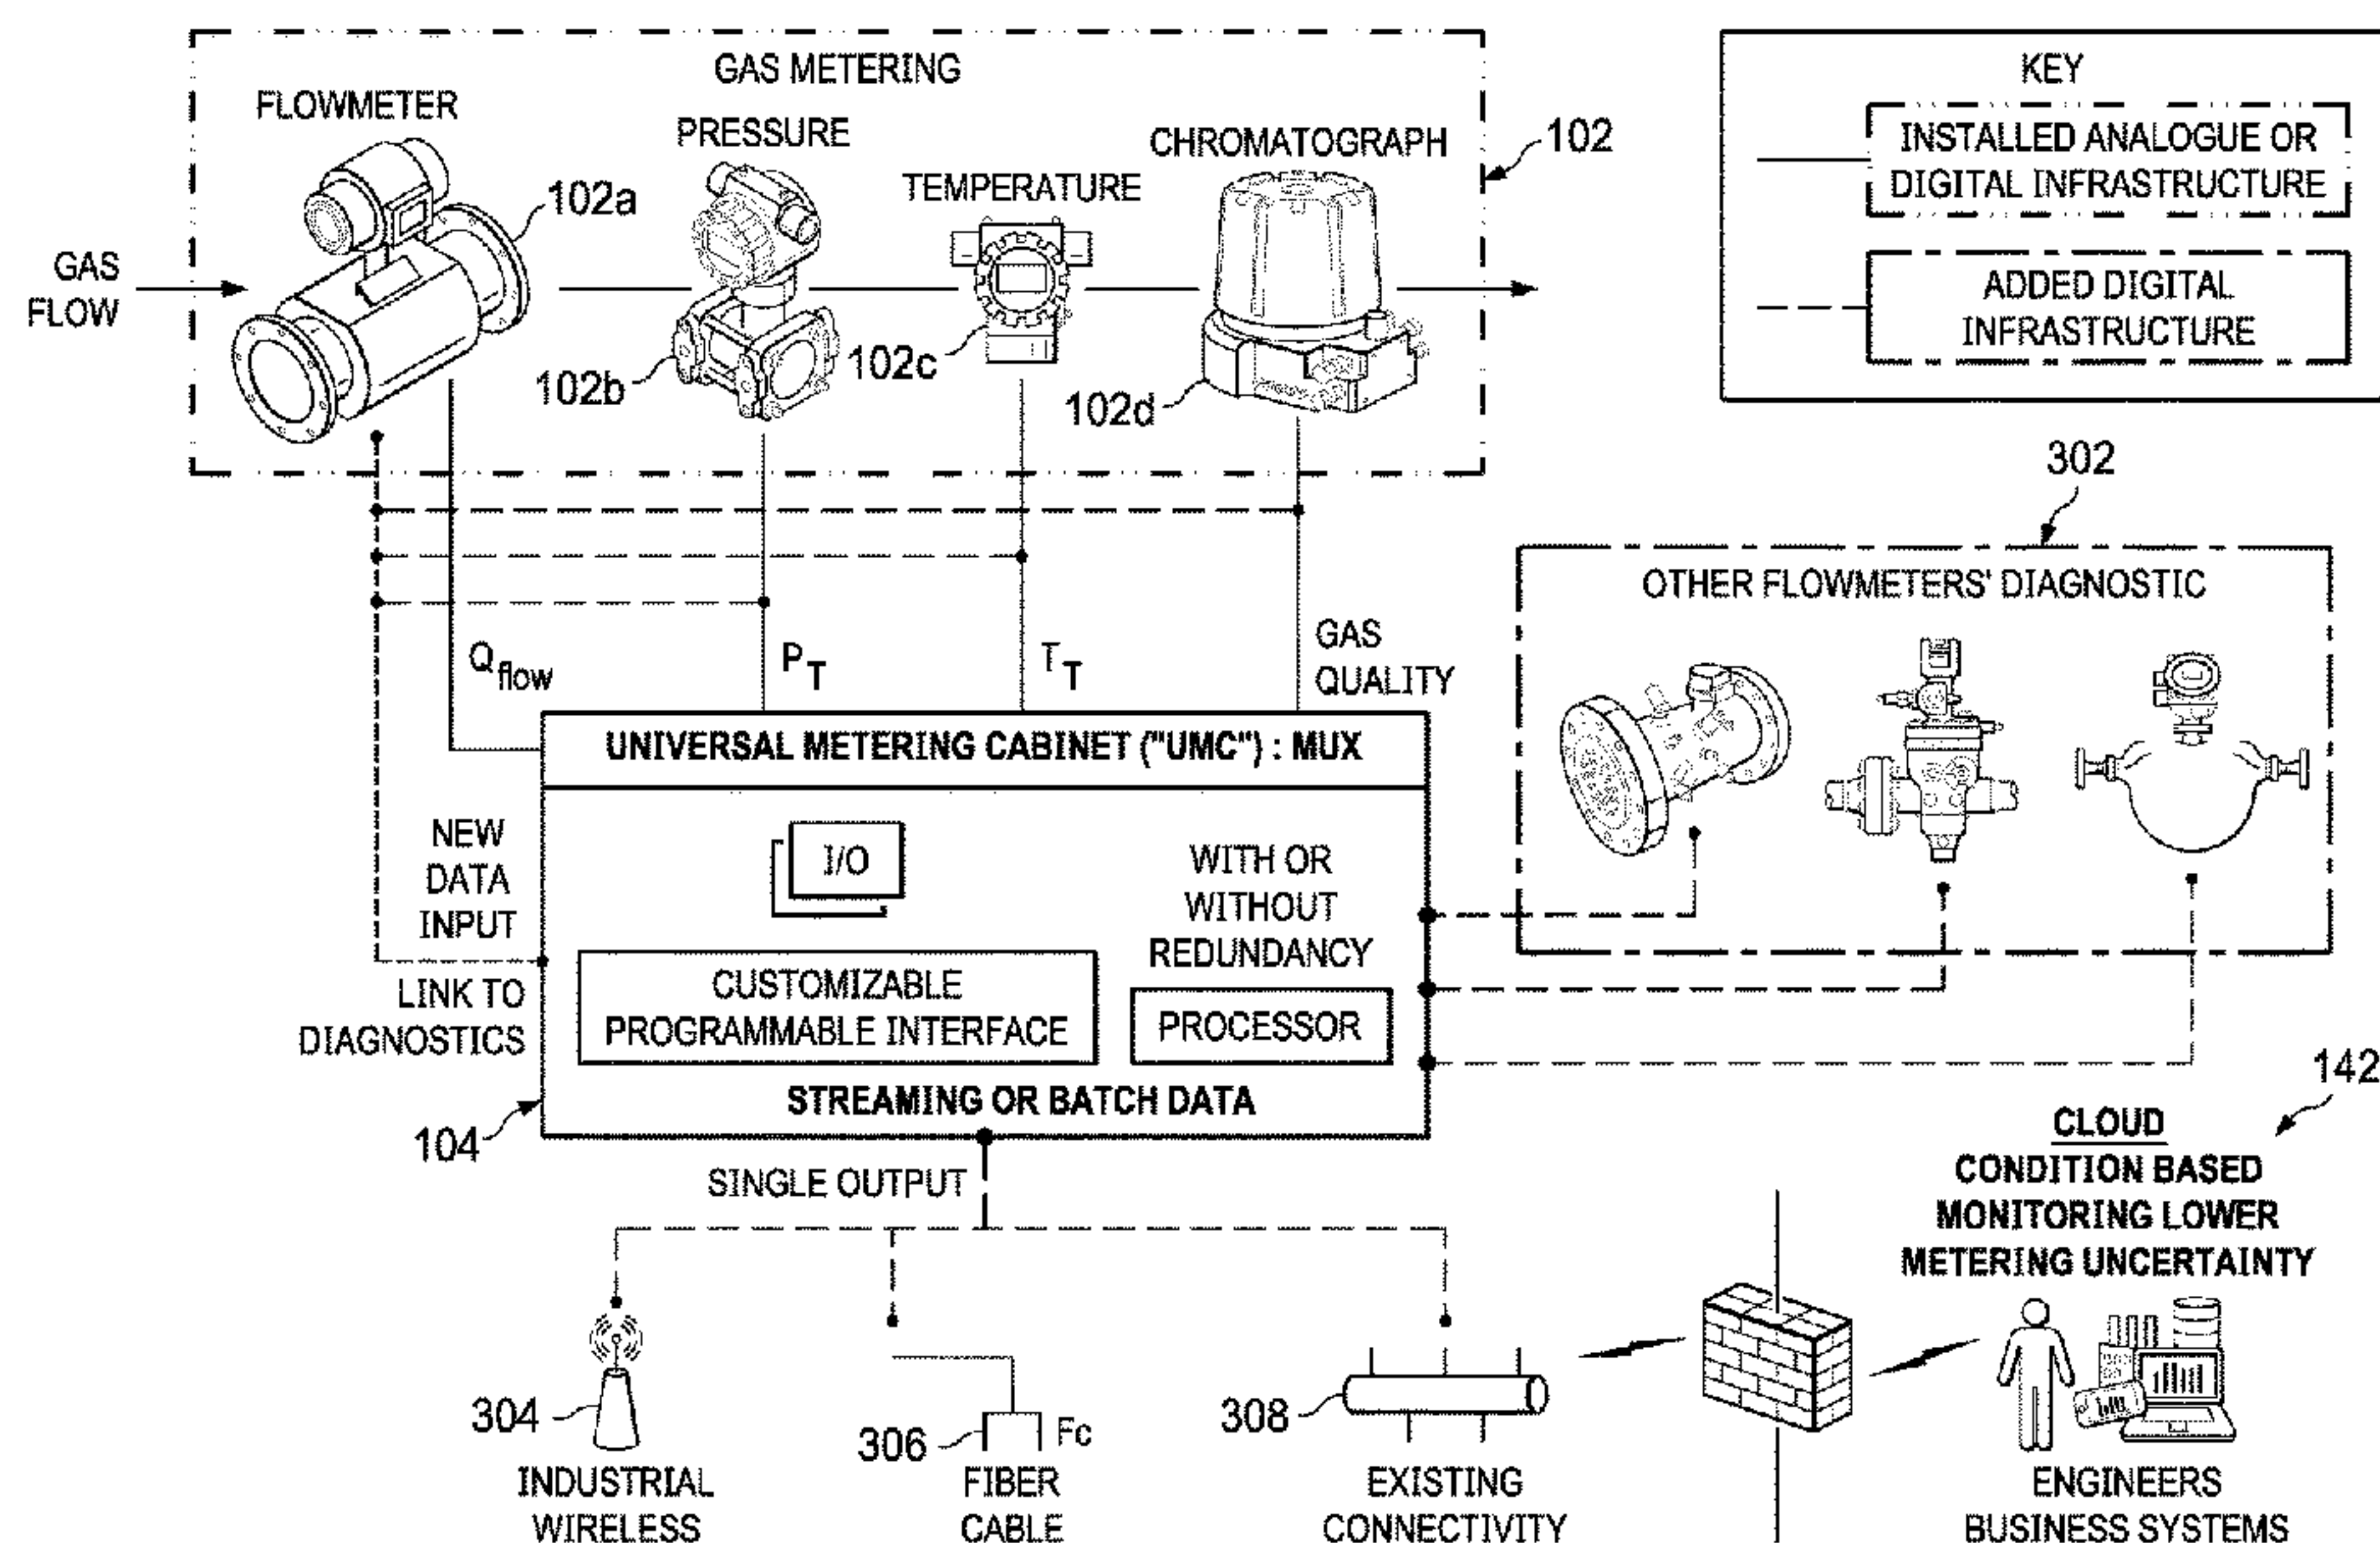 GAS METERING
FLOWMETER
PRESSURE
TEMPERATURE
CHROMATOGRAPH
102
102a
GAS
FLOW
102b
102c
102d
KEY
INSTALLED ANALOGUE OR
DIGITAL INFRASTRUCTURE
ADDED DIGITAL
INFRASTRUCTURE
302
OTHER FLOWMETERS' DIAGNOSTIC
Qflow
PT
TT
GAS
QUALITY
UNIVERSAL METERING CABINET ("UMC") : MUX
NEW
DATA
INPUT
LINK TO
DIAGNOSTICS
I/O
WITH OR
WITHOUT
REDUNDANCY
CUSTOMIZABLE
PROGRAMMABLE INTERFACE
PROCESSOR
STREAMING OR BATCH DATA
104
SINGLE OUTPUT
142
CLOUD
CONDITION BASED
MONITORING LOWER
METERING UNCERTAINTY
304
INDUSTRIAL
WIRELESS
306
Fc
FIBER
CABLE
308
EXISTING
CONNECTIVITY
ENGINEERS
BUSINESS SYSTEMS